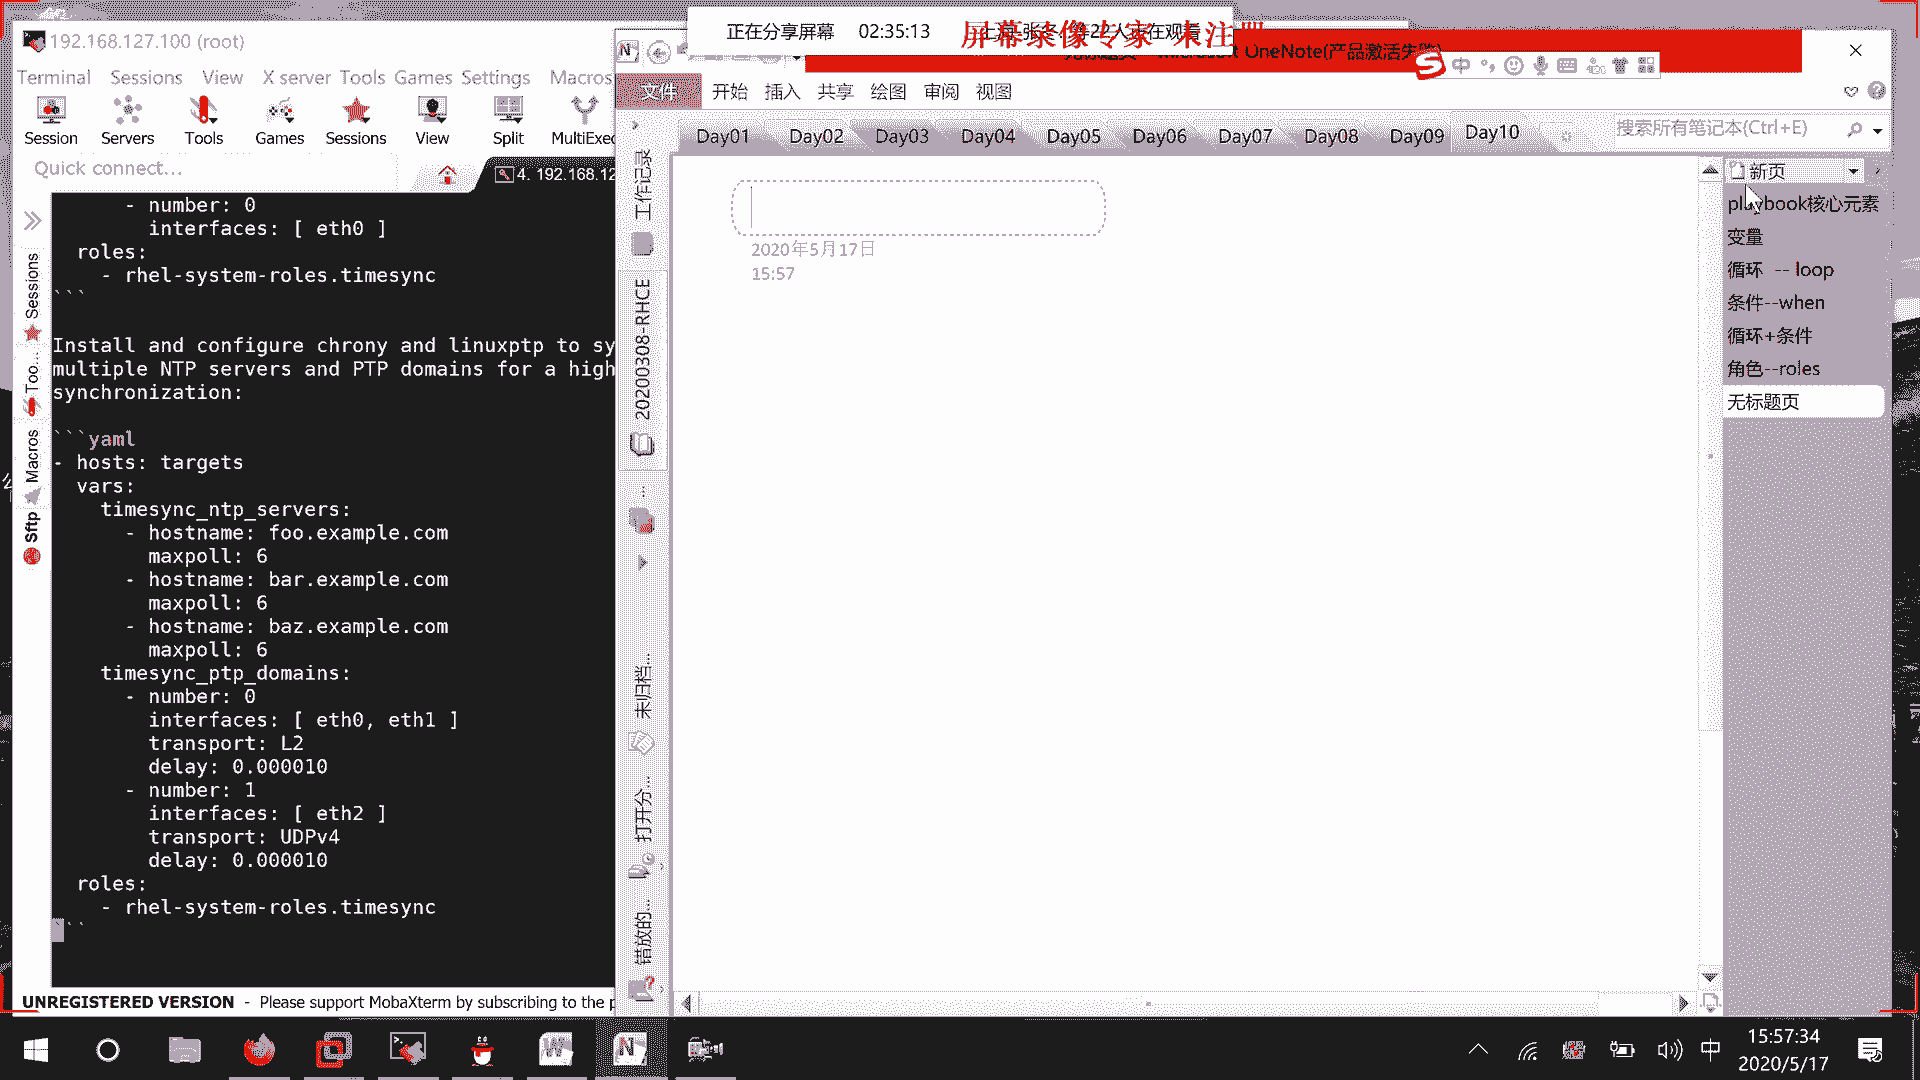 正在分享屏幕 02:35:13
屏幕录像专家 未注册
192.168.127.100 (root)
Terminal Sessions View X server Tools Games Settings Macros
Session Servers Tools Games Sessions View Split MultiExec
Quick connect...
4. 192.168.12
Sessions
Too...
Macros
Sftp
- number: 0
interfaces: [ eth0 ]
roles:
- rhel-system-roles.timesync
```
Install and configure chrony and linuxptp to sy
multiple NTP servers and PTP domains for a high
synchronization:
```yaml
- hosts: targets
vars:
timesync_ntp_servers:
- hostname: foo.example.com
maxpoll: 6
- hostname: bar.example.com
maxpoll: 6
- hostname: baz.example.com
maxpoll: 6
timesync_ptp_domains:
- number: 0
interfaces: [ eth0, eth1 ]
transport: L2
delay: 0.000010
- number: 1
interfaces: [ eth2 ]
transport: UDPv4
delay: 0.000010
roles:
- rhel-system-roles.timesync
```
UNREGISTERED VERSION - Please support MobaXterm by subscribing to the p
OneNote(产品激活失败)
中
文件 开始 插入 共享 绘图 审阅 视图
Day01 Day02 Day03 Day04 Day05 Day06 Day07 Day08 Day09 Day10
搜索所有笔记本(Ctrl+E)
工作记录
20200308-RHCE
未归档...
打开分...
错放的...
2020年5月17日
15:57
新页
playbook核心元素
变量
循环 -- loop
条件--when
循环+条件
角色--roles
无标题页
中
15:57:34
2020/5/17